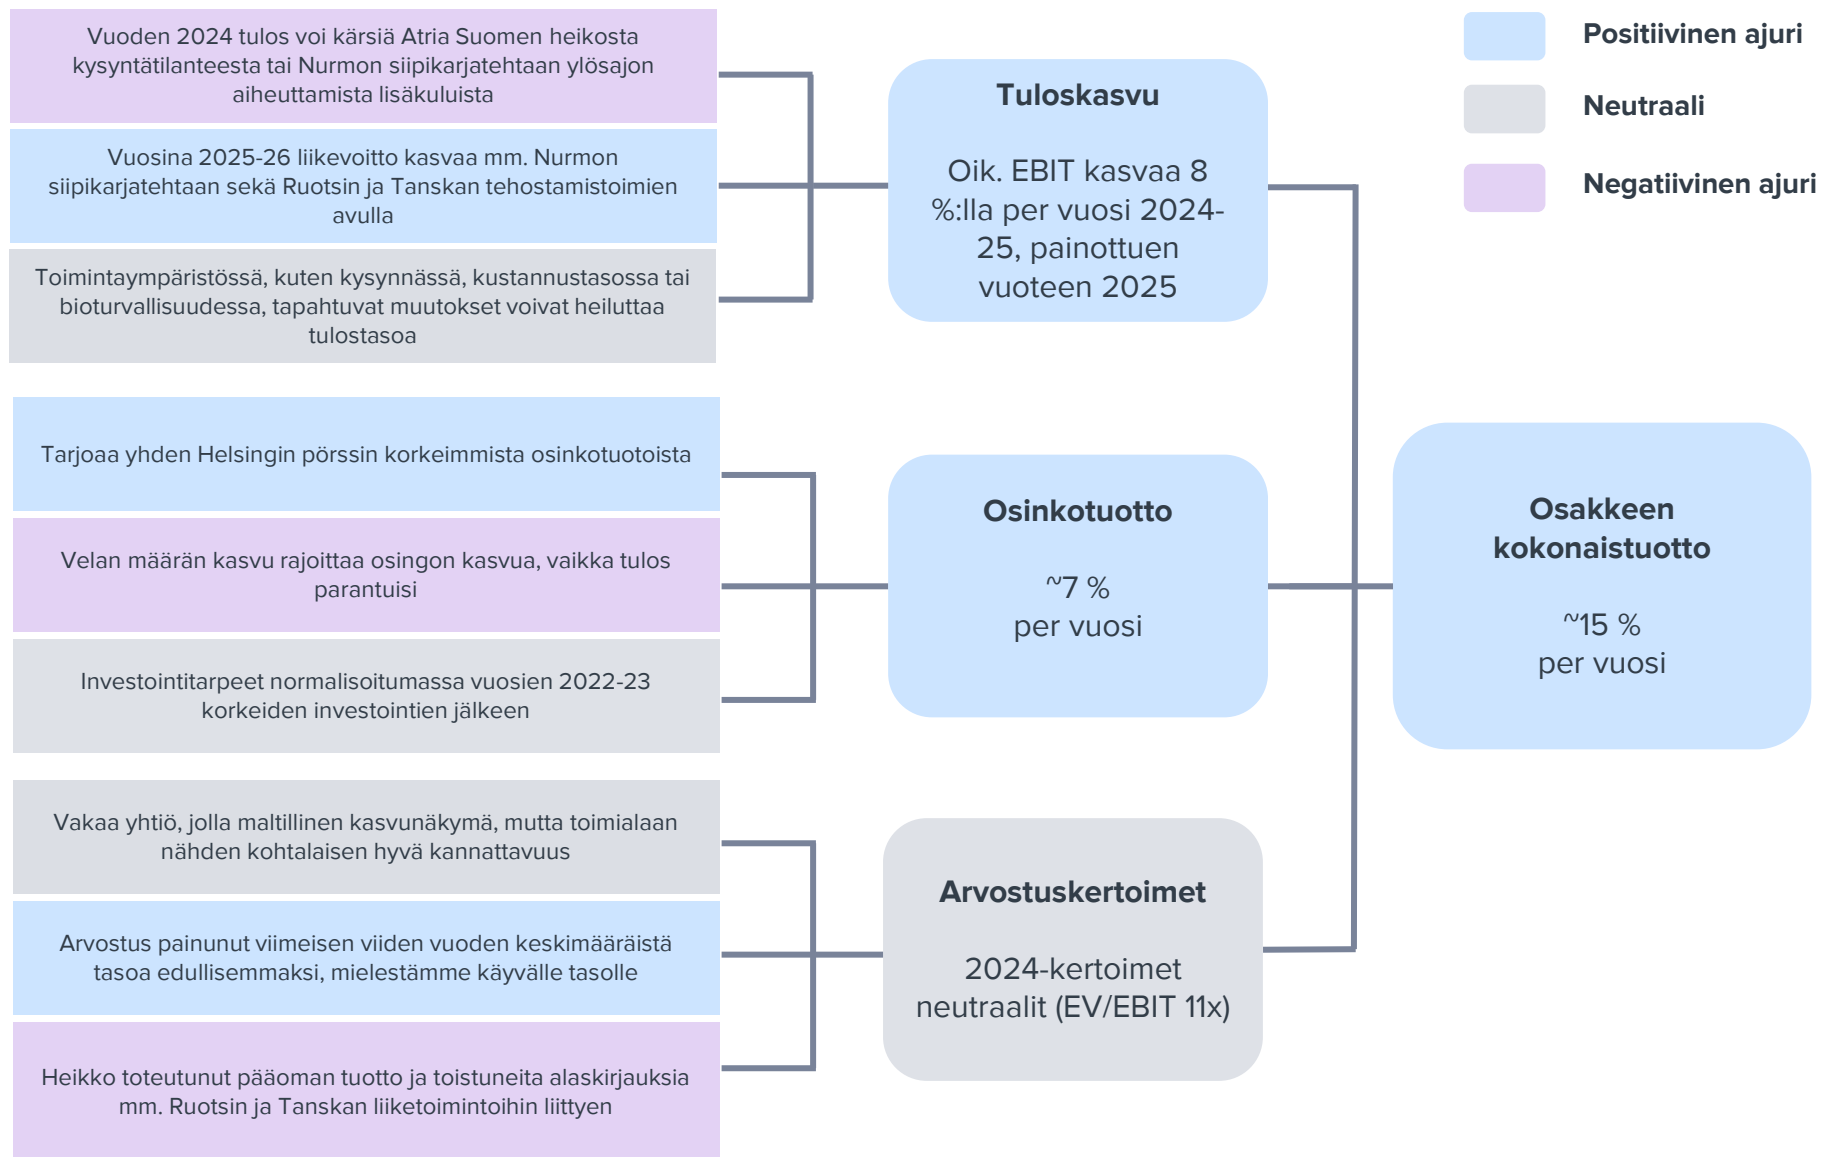 Vuoden 2024 tulos voi kärsiä Atria Suomen heikosta
kysyntätilanteesta tai Nurmon siipikarjatehtaan ylösajon
aiheuttamista lisäkuluista
Vuosina 2025-26 liikevoitto kasvaa mm. Nurmon
siipikarjatehtaan sekä Ruotsin ja Tanskan tehostamistoimien
avulla
Toimintaympäristössä, kuten kysynnässä, kustannustasossa tai
bioturvallisuudessa, tapahtuvat muutokset voivat heiluttaa
tulostasoa
Tuloskasvu
Oik. EBIT kasvaa 8
%:lla per vuosi 2024-
25, painottuen
vuoteen 2025
Positiivinen ajuri
Neutraali
Negatiivinen ajuri
Tarjoaa yhden Helsingin pörssin korkeimmista osinkotuotoista
Velan määrän kasvu rajoittaa osingon kasvua, vaikka tulos
parantuisi
Investointitarpeet normalisoitumassa vuosien 2022-23
korkeiden investointien jälkeen
Osinkotuotto
~7 %
per vuosi
Osakkeen
kokonaistuotto
~15 %
per vuosi
Vakaa yhtiö, jolla maltillinen kasvunäkymä, mutta toimialaan
nähden kohtalaisen hyvä kannattavuus
Arvostus painunut viimeisen viiden vuoden keskimääräistä
tasoa edullisemmaksi, mielestämme käyvälle tasolle
Heikko toteutunut pääoman tuotto ja toistuneita alaskirjauksia
mm. Ruotsin ja Tanskan liiketoimintoihin liittyen
Arvostuskertoimet
2024-kertoimet
neutraalit (EV/EBIT 11x)